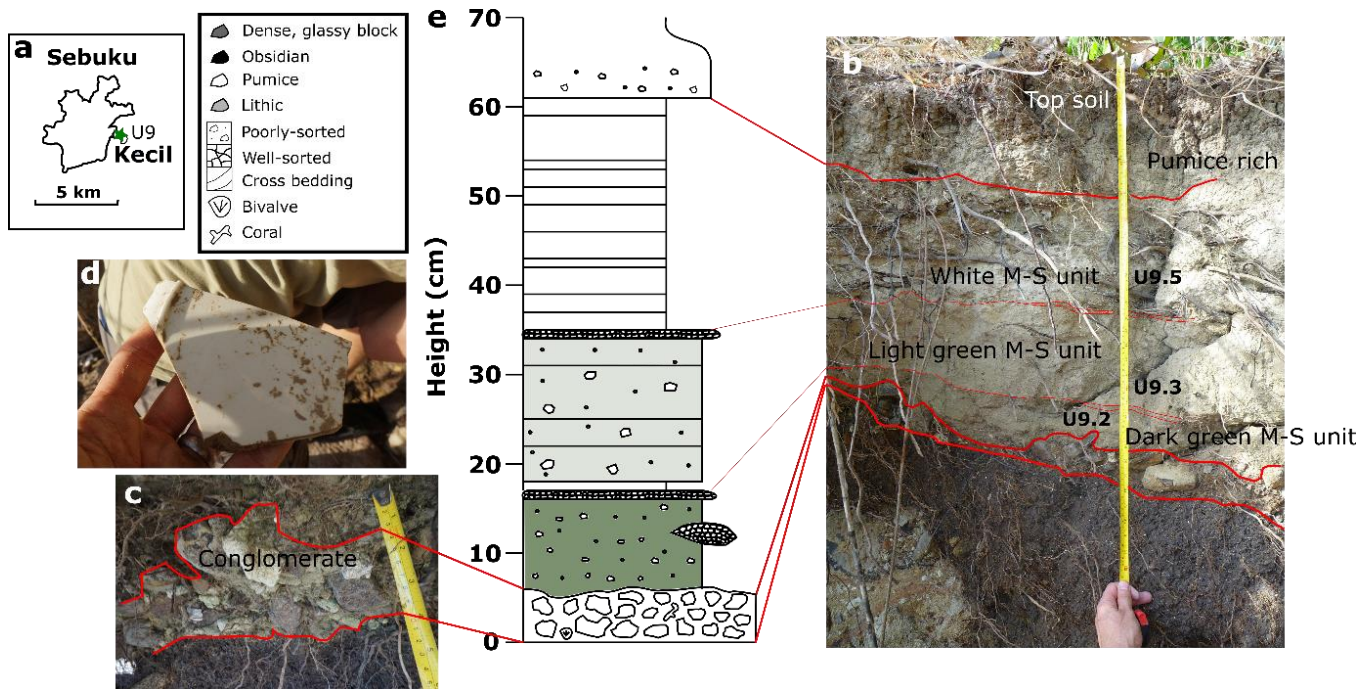 a
Sebuku
U9
Kecil
5 km
Dense, glassy block
Obsidian
Pumice
Lithic
Poorly-sorted
Well-sorted
Cross bedding
Bivalve
Coral
d
c
Conglomerate
e
70
60
50
40
30
20
10
0
Height (cm)
b
Top soil
Pumice rich
White M-S unit
U9.5
Light green M-S unit
U9.3
U9.2
Dark green M-S unit